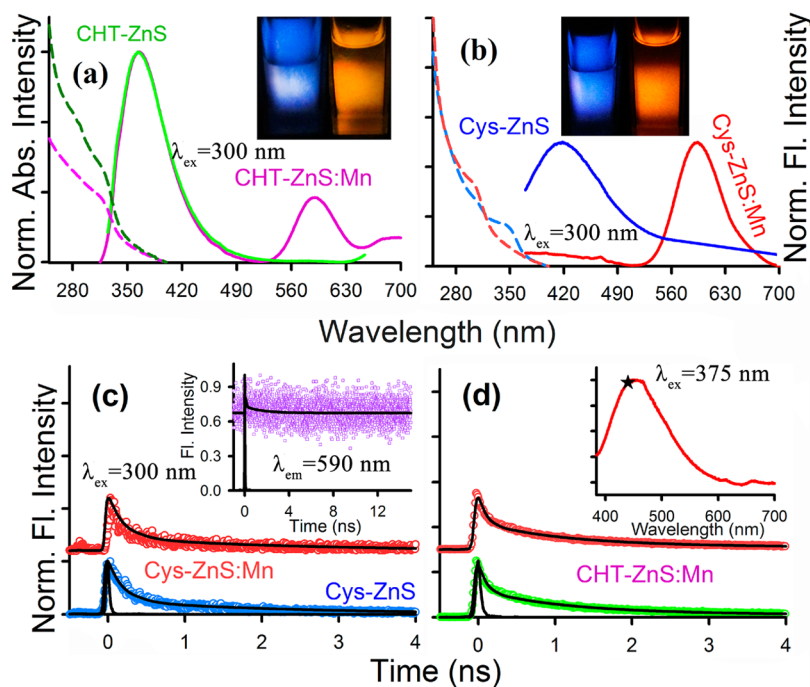 Norm. Abs. Intensity
CHT-ZnS
(a)
λex=300 nm
CHT-ZnS:Mn
280 350 420 490 560 630 700
(b)
Cys-ZnS
Cys-ZnS:Mn
λex=300 nm
280 350 420 490 560 630 700
Norm. Fl. Intensity
Wavelength (nm)
Norm. Fl. Intensity
(c)
λex=300 nm
Fl. Intensity
0.9
0.6
0.3
0.0
λem=590 nm
0 4 8 12
Time (ns)
Cys-ZnS:Mn
Cys-ZnS
0 1 2 3 4
(d)
λex=375 nm
400 500 600 700
Wavelength (nm)
CHT-ZnS:Mn
0 1 2 3 4
Time (ns)